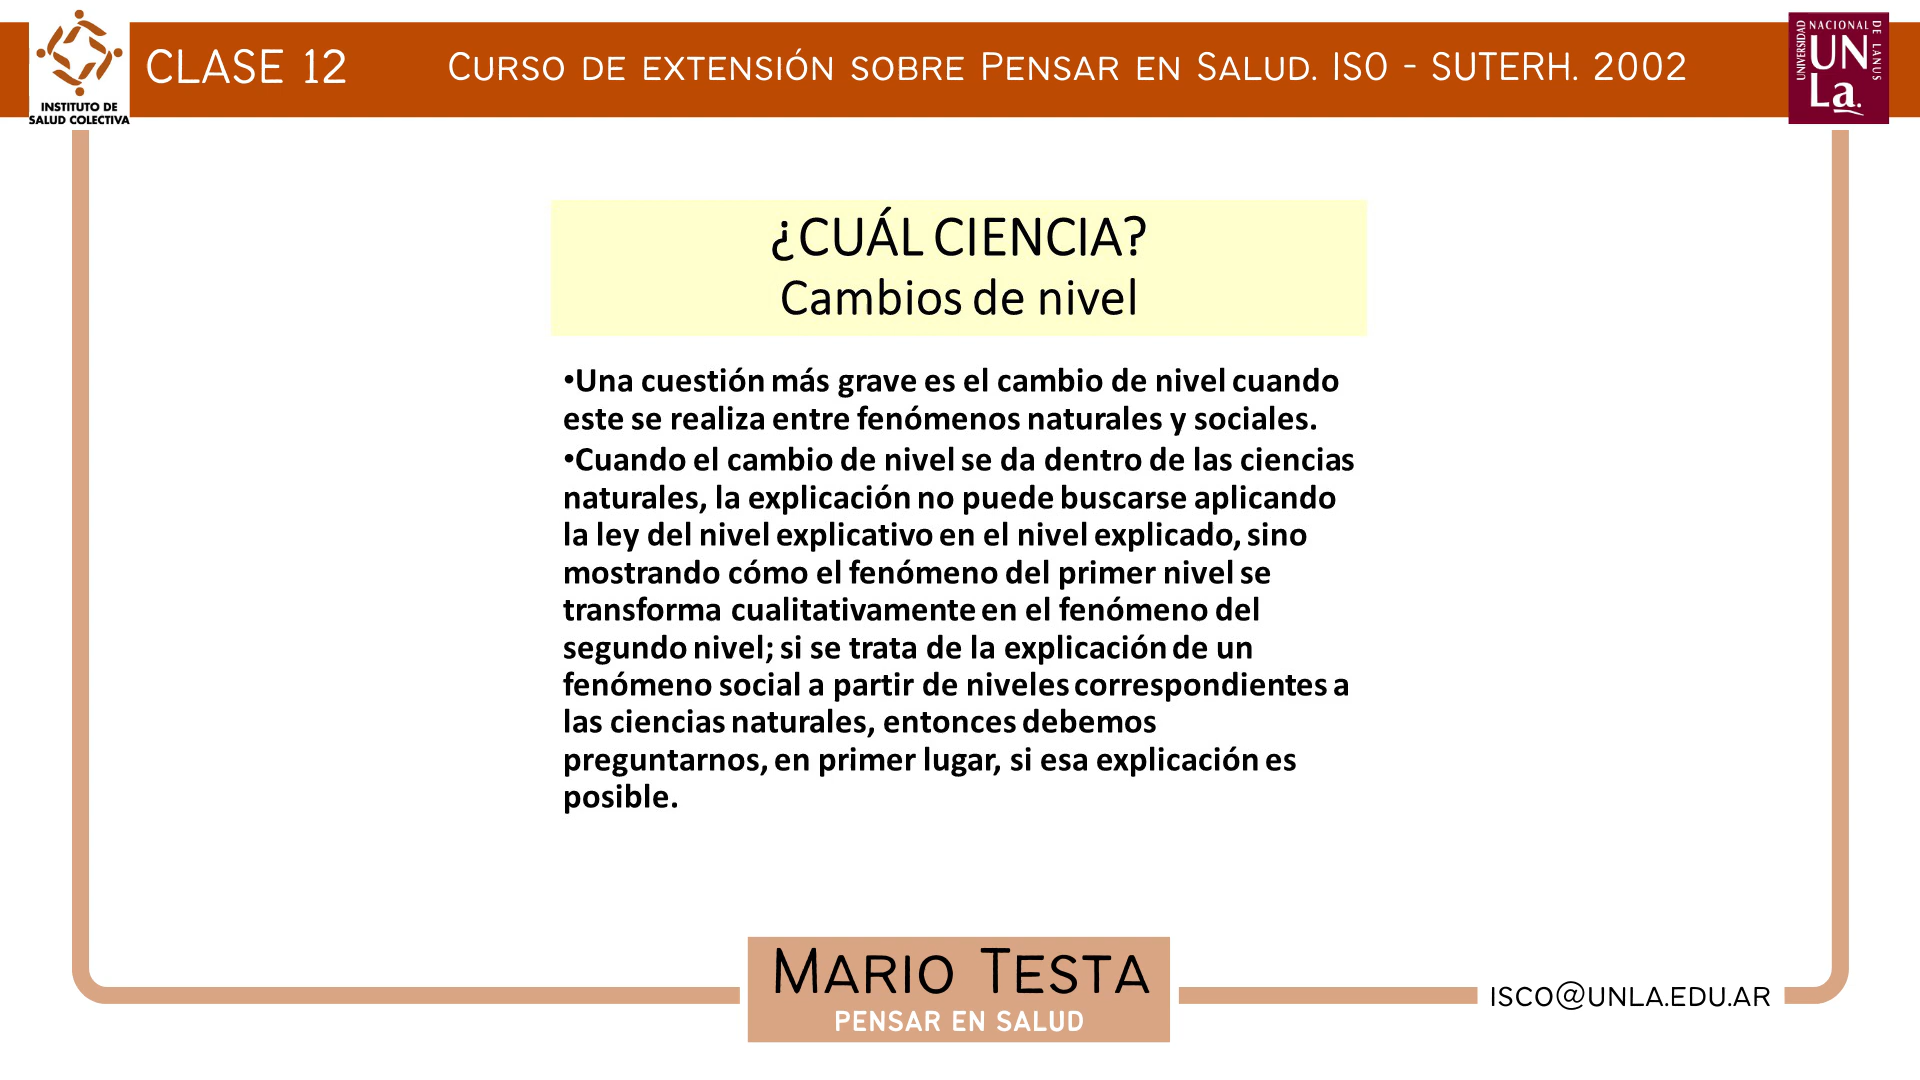 CLASE 12
CURSO DE EXTENSIÓN SOBRE PENSAR EN SALUD. ISO - SUTERH. 2002
INSTITUTO DE
SALUD COLECTIVA
UNIVERSIDAD NACIONAL DE LANUS
UN
La.
¿CUÁL CIENCIA?
Cambios de nivel
•Una cuestión más grave es el cambio de nivel cuando
este se realiza entre fenómenos naturales y sociales.
•Cuando el cambio de nivel se da dentro de las ciencias
naturales, la explicación no puede buscarse aplicando
la ley del nivel explicativo en el nivel explicado, sino
mostrando cómo el fenómeno del primer nivel se
transforma cualitativamente en el fenómeno del
segundo nivel; si se trata de la explicación de un
fenómeno social a partir de niveles correspondientes a
las ciencias naturales, entonces debemos
preguntarnos, en primer lugar, si esa explicación es
posible.
MARIO TESTA
PENSAR EN SALUD
ISCO@UNLA.EDU.AR